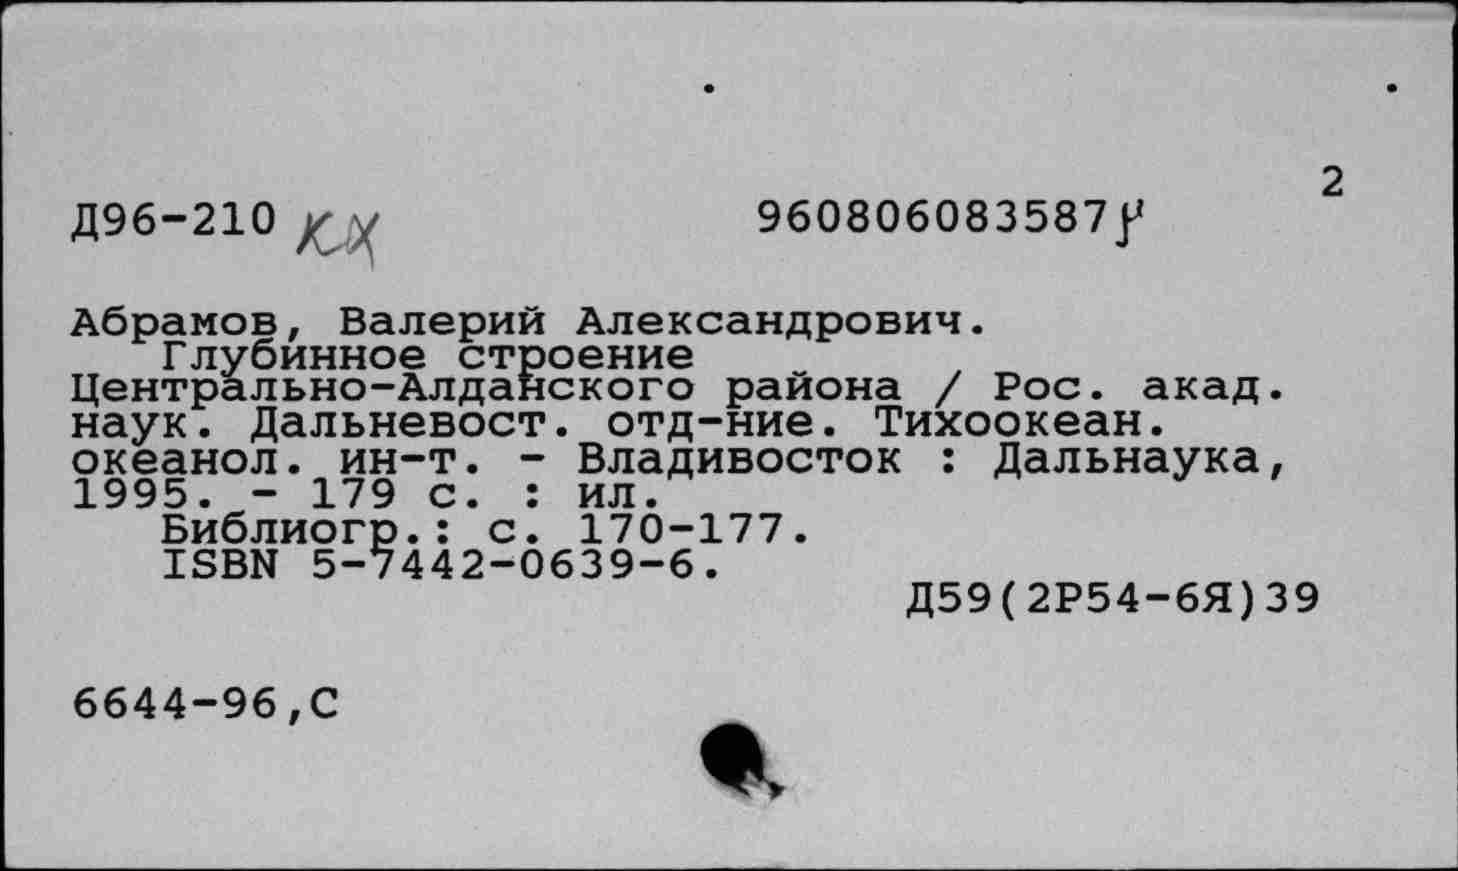 2
Д96-210 КХ 960806083587
Абрамов, Валерий Александрович.
Глубинное строение
Центрально-Алданского района / Рос. акад.
наук. Дальневост. отд-ние. Тихоокеан.
океанол. ин-т. - Владивосток : Дальнаука,
1995. - 179 с. : ил.
Библиогр.: с. 170-177.
ISBN 5-7442-0639-6.
Д59(2Р54-6Я)39
6644-96,С